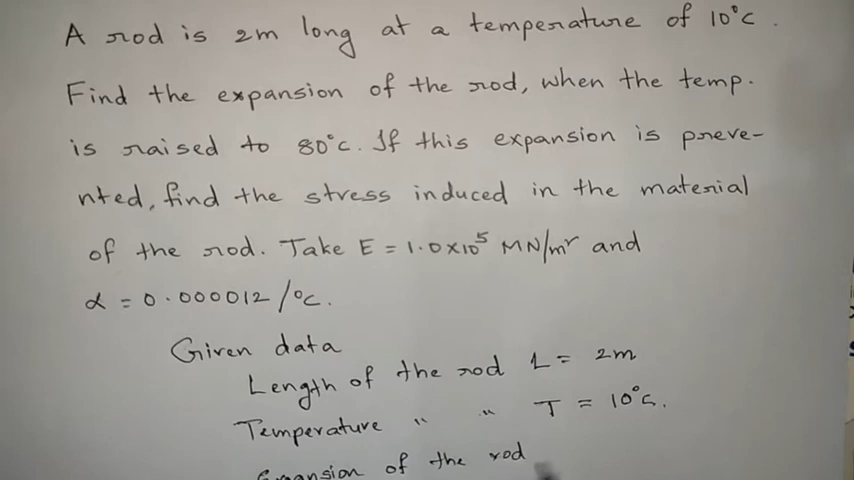 A rod is 2m long at a temperature of 10°C.
Find the expansion of the rod, when the temp.
is raised to 80°C. If this expansion is preve-
nted, find the stress induced in the material
of the rod. Take E = 1.0×10⁵ MN/m² and
α = 0.000012 /°C.
Given data
Length of the rod L = 2m
Temperature " " T = 10°C.
Expansion of the rod